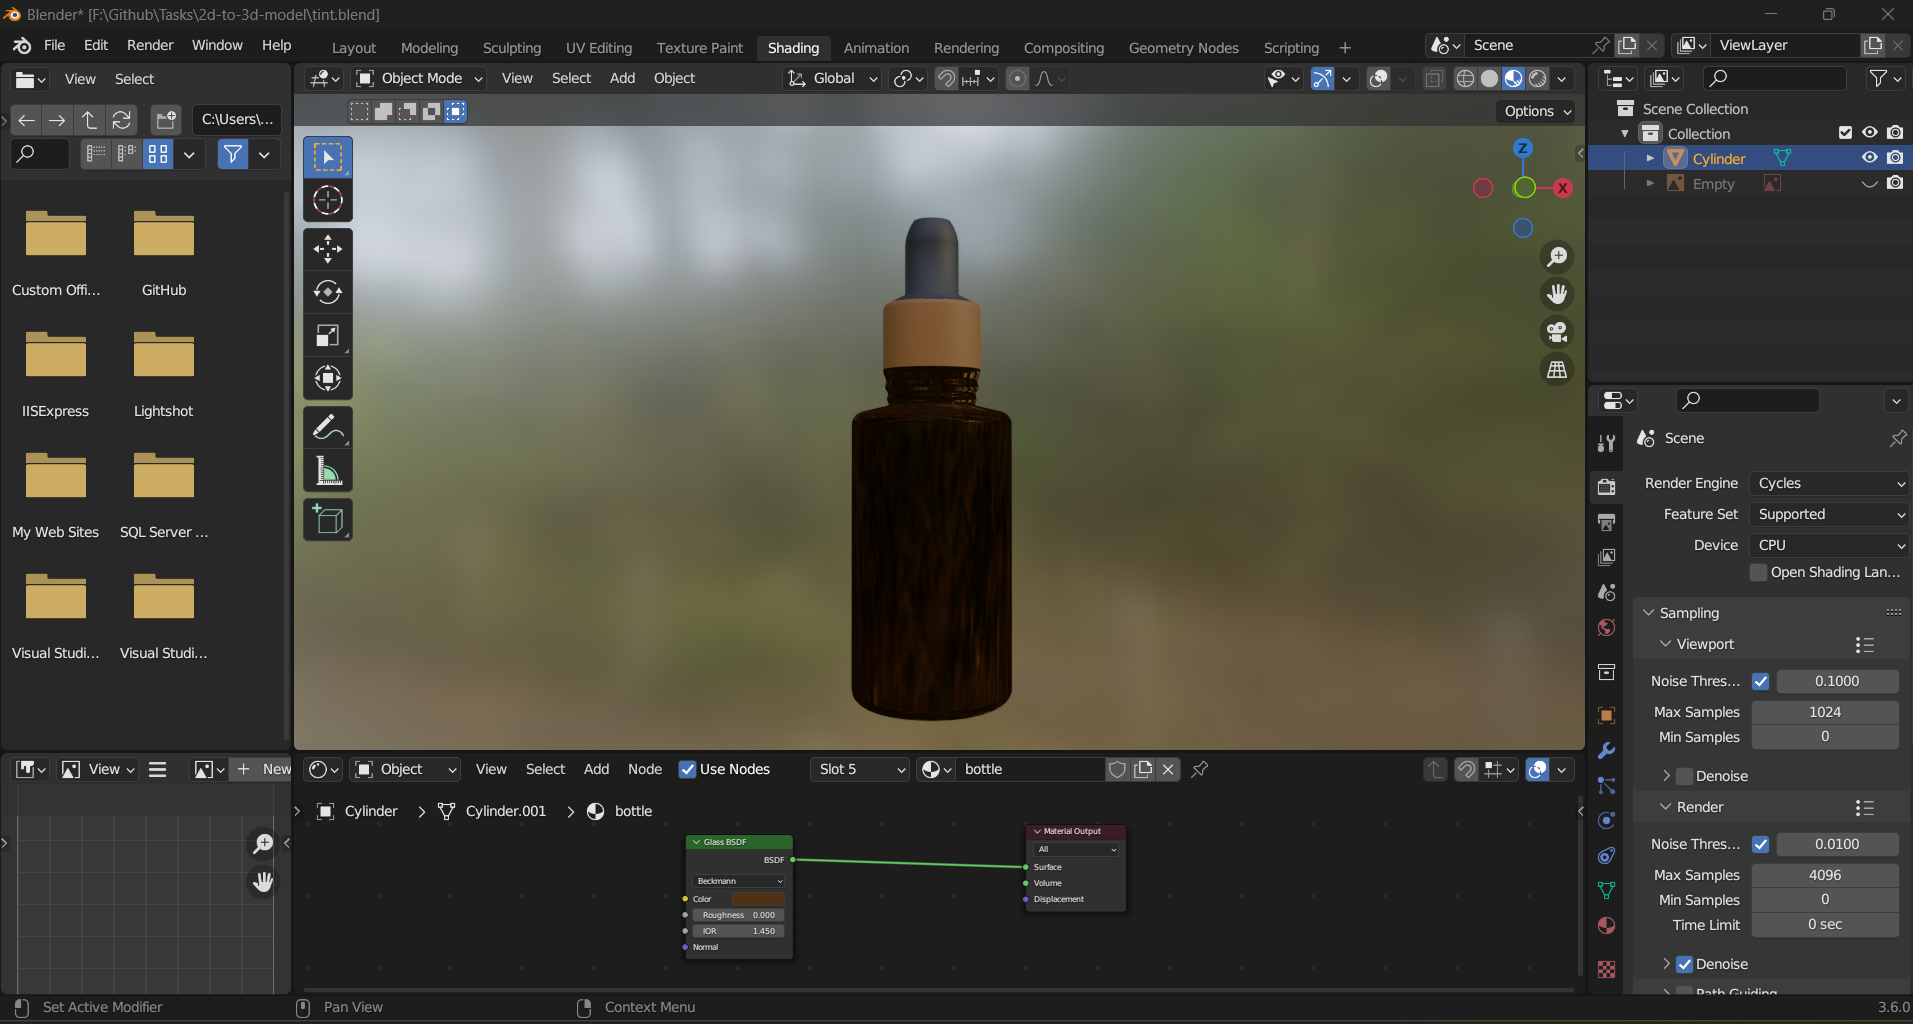 Blender* [F:\Github\Tasks\2d-to-3d-model\tint.blend]
File Edit Render Window Help
Layout Modeling Sculpting UV Editing Texture Paint Shading Animation Rendering Compositing Geometry Nodes Scripting
Scene
ViewLayer
View Select
Object Mode View Select Add Object Global
C:\Users\...
Options
Scene Collection
Collection
Cylinder
Empty
Z
X
Custom Offi... GitHub
IISExpress Lightshot
My Web Sites SQL Server ...
Visual Studi... Visual Studi...
Scene
Render Engine Cycles
Feature Set Supported
Device CPU
Open Shading Lan...
Sampling
Viewport
Noise Thres... 0.1000
Max Samples 1024
Min Samples 0
Denoise
Render
Noise Thres... 0.0100
Max Samples 4096
Min Samples 0
Time Limit 0 sec
Denoise
Path Guiding
View New
Object View Select Add Node Use Nodes Slot 5 bottle
Cylinder Cylinder.001 bottle
Glass BSDF
BSDF
Beckmann
Color
Roughness 0.000
IOR 1.450
Normal
Material Output
All
Surface
Volume
Displacement
Set Active Modifier Pan View Context Menu
3.6.0